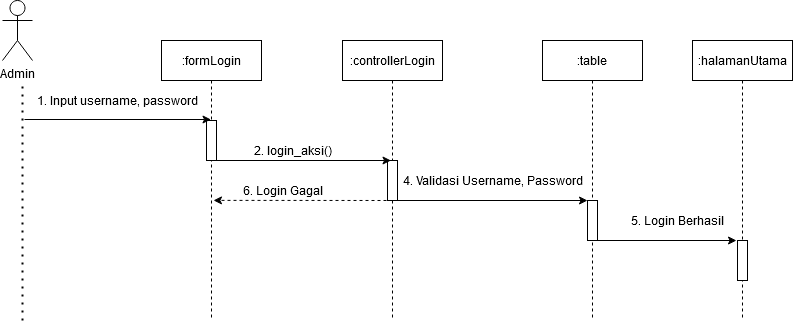 :formLogin
:controllerLogin
:table
:halamanUtama
Admin
1. Input username, password
2. login_aksi()
4. Validasi Username, Password
6. Login Gagal
5. Login Berhasil